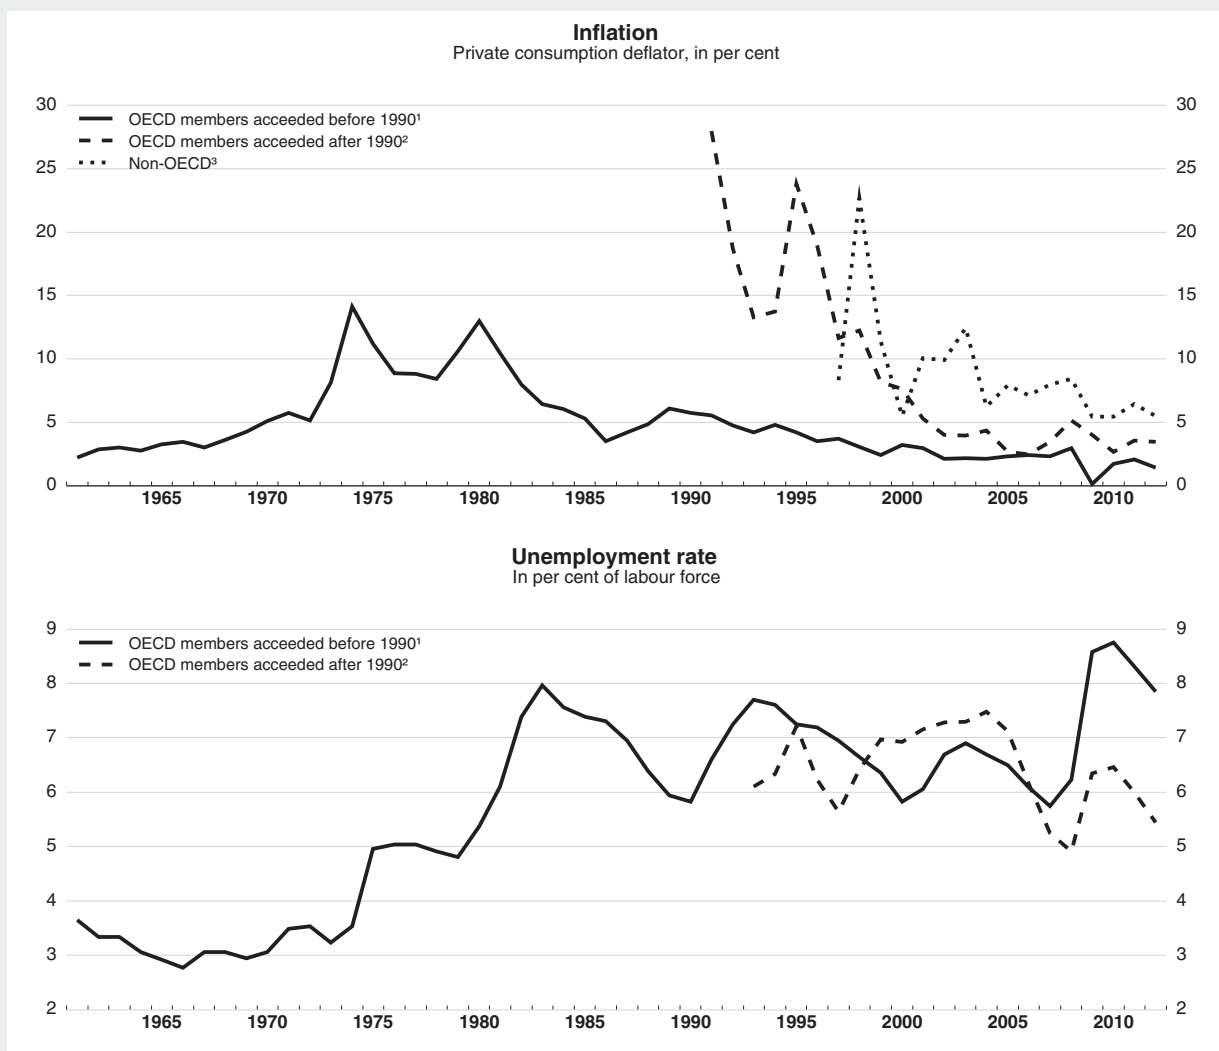 Inflation
Private consumption deflator, in per cent
30 30
OECD members acceeded before 1990¹
OECD members acceeded after 1990²
Non-OECD³
25 25
20 20
15 15
10 10
5 5
0 0
1965 1970 1975 1980 1985 1990 1995 2000 2005 2010
Unemployment rate
In per cent of labour force
9 9
OECD members acceeded before 1990¹
OECD members acceeded after 1990²
8 8
7 7
6 6
5 5
4 4
3 3
2 2
1965 1970 1975 1980 1985 1990 1995 2000 2005 2010